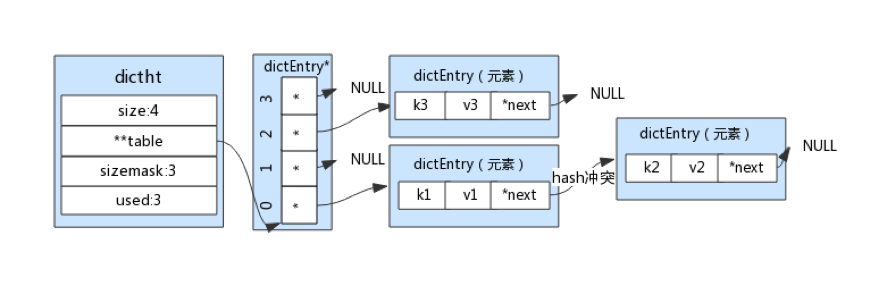 dictht
size:4
**table
sizemask:3
used:3
dictEntry*
3
*
NULL
2
*
1
*
NULL
0
*
dictEntry（元素）
k3
v3
*next
NULL
dictEntry（元素）
k1
v1
*next
hash冲突
dictEntry（元素）
k2
v2
*next
NULL